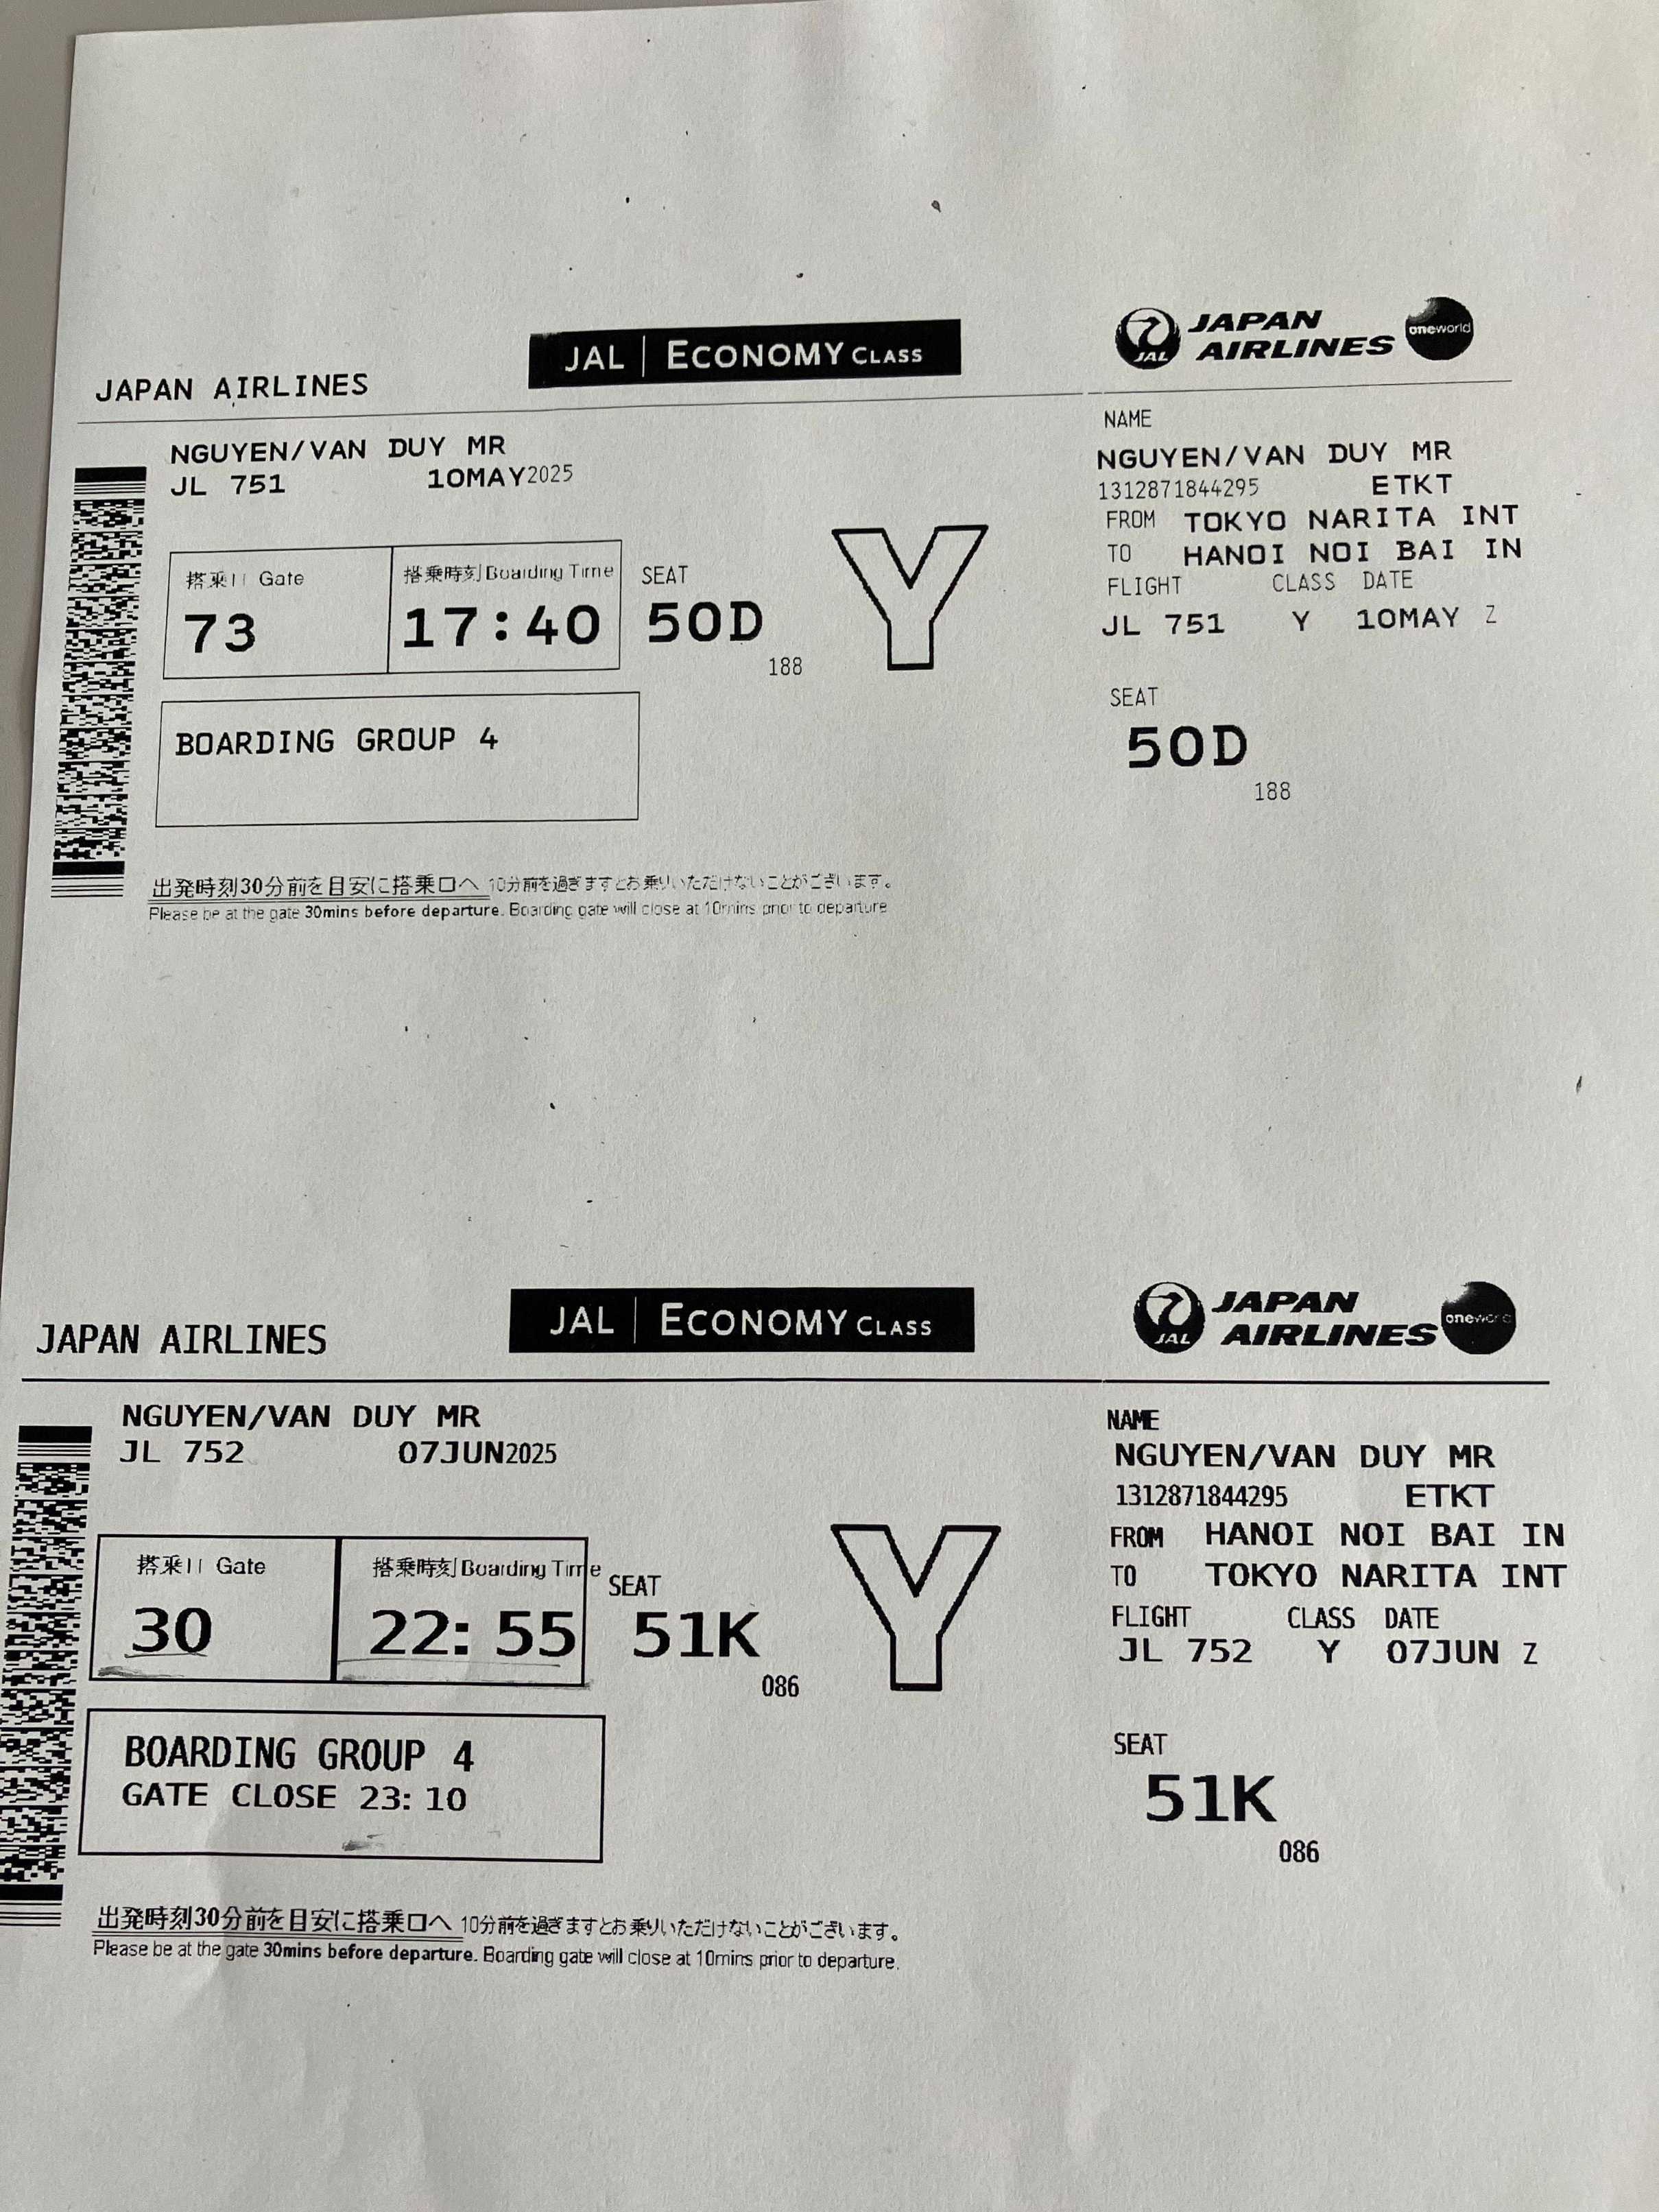 JAPAN AIRLINES
JAL | ECONOMY CLASS
JAL JAPAN AIRLINES oneworld
NGUYEN/VAN DUY MR
JL 751 10MAY2025
搭乗口 Gate
73
搭乗時刻 Boarding Time
17:40
SEAT
50D
188
Y
BOARDING GROUP 4
出発時刻30分前を目安に搭乗口へ 10分前を過ぎますとお乗りいただけないことがございます。
Please be at the gate 30mins before departure. Boarding gate will close at 10mins prior to departure.
NAME
NGUYEN/VAN DUY MR
1312871844295 ETKT
FROM TOKYO NARITA INT
TO HANOI NOI BAI IN
FLIGHT CLASS DATE
JL 751 Y 10MAY Z
SEAT
50D
188
JAPAN AIRLINES
JAL | ECONOMY CLASS
JAL JAPAN AIRLINES oneworld
NGUYEN/VAN DUY MR
JL 752 07JUN2025
搭乗口 Gate
30
搭乗時刻 Boarding Time
22:55
SEAT
51K
086
Y
BOARDING GROUP 4
GATE CLOSE 23:10
出発時刻30分前を目安に搭乗口へ 10分前を過ぎますとお乗りいただけないことがございます。
Please be at the gate 30mins before departure. Boarding gate will close at 10mins prior to departure.
NAME
NGUYEN/VAN DUY MR
1312871844295 ETKT
FROM HANOI NOI BAI IN
TO TOKYO NARITA INT
FLIGHT CLASS DATE
JL 752 Y 07JUN Z
SEAT
51K
086